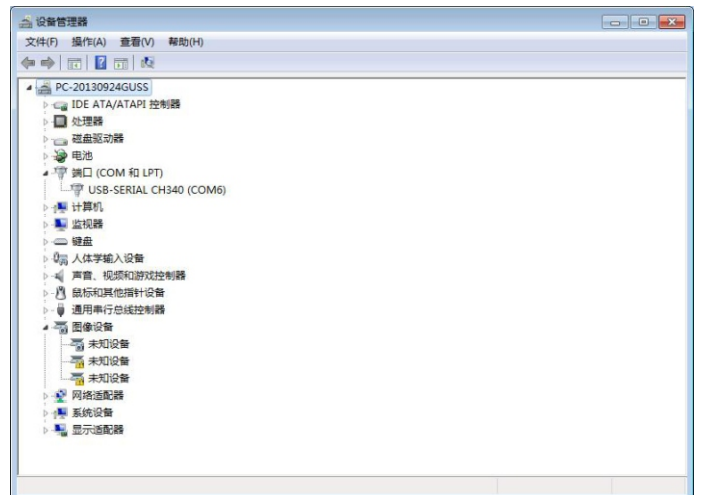 设备管理器
文件(F) 操作(A) 查看(V) 帮助(H)
PC-20130924GUSS
IDE ATA/ATAPI 控制器
处理器
磁盘驱动器
电池
端口 (COM 和 LPT)
USB-SERIAL CH340 (COM6)
计算机
监视器
键盘
人体学输入设备
声音、视频和游戏控制器
鼠标和其他指针设备
通用串行总线控制器
图像设备
未知设备
未知设备
未知设备
网络适配器
系统设备
显示适配器